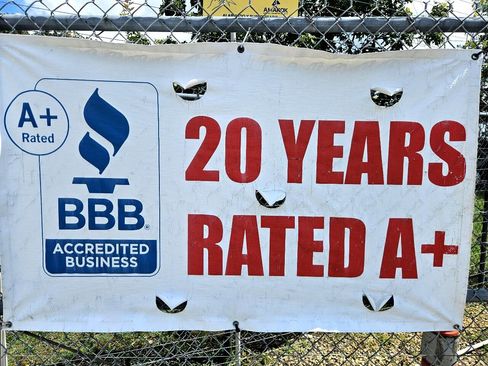 A+
Rated
BBB
ACCREDITED
BUSINESS
20 YEARS
RATED A+